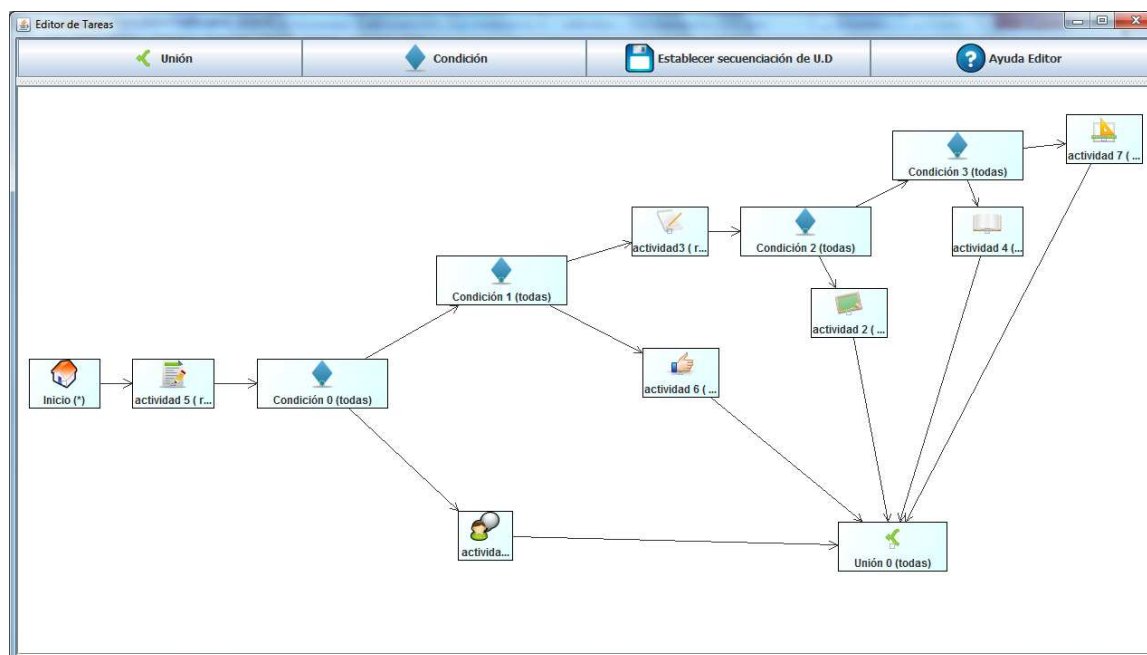 Editor de Tareas
Unión
Condición
Establecer secuenciación de U.D
Ayuda Editor
actividad 7 ( ...
Condición 3 (todas)
actividad3 ( r...
Condición 2 (todas)
actividad 4 (...
Condición 1 (todas)
actividad 2 ( ...
Inicio (*)
actividad 5 ( r...
Condición 0 (todas)
actividad 6 ( ...
activida...
Unión 0 (todas)